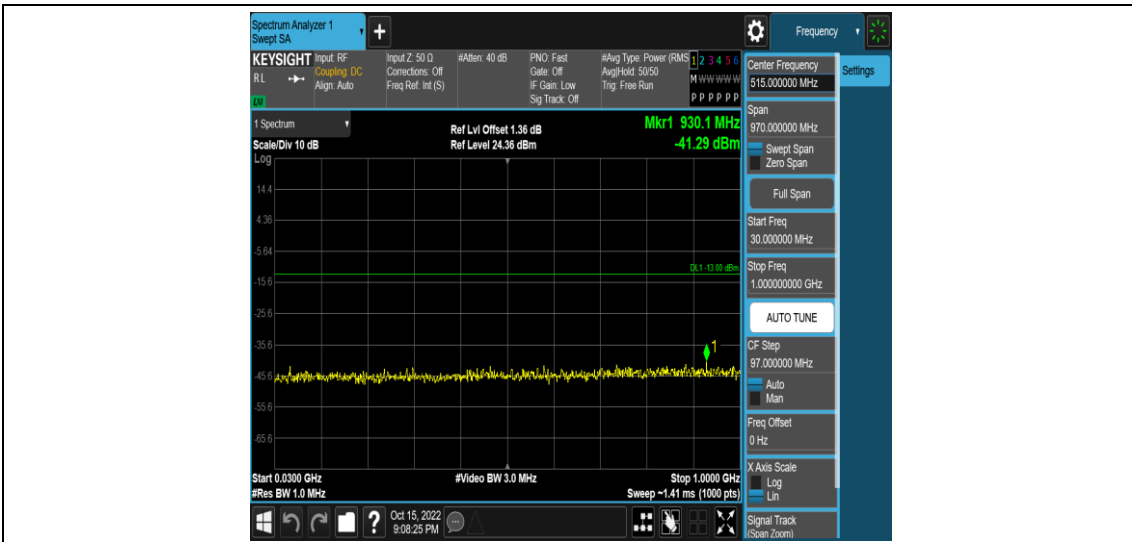 Spectrum Analyzer 1
Swept SA
+
Frequency
KEYSIGHT
RL
LXI
Input: RF
Coupling: DC
Align: Auto
Input Z: 50 Ω
Corrections: Off
Freq Ref: Int (S)
#Atten: 40 dB
PNO: Fast
Gate: Off
IF Gain: Low
Sig Track: Off
#Avg Type: Power (RMS
Avg|Hold: 50/50
Trig: Free Run
1 2 3 4 5 6
M W W W W W
P P P P P P
1 Spectrum
Scale/Div 10 dB
Log
Ref Lvl Offset 1.36 dB
Ref Level 24.36 dBm
Mkr1 930.1 MHz
-41.29 dBm
14.4
4.36
-5.64
DL1 -13.00 dBm
-15.6
-25.6
-35.6
1
-45.6
-55.6
-65.6
Start 0.0300 GHz
#Res BW 1.0 MHz
#Video BW 3.0 MHz
Stop 1.0000 GHz
Sweep ~1.41 ms (1000 pts)
?
Oct 15, 2022
9:08:25 PM
Center Frequency
515.000000 MHz
Settings
Span
970.000000 MHz
Swept Span
Zero Span
Full Span
Start Freq
30.000000 MHz
Stop Freq
1.000000000 GHz
AUTO TUNE
CF Step
97.000000 MHz
Auto
Man
Freq Offset
0 Hz
X Axis Scale
Log
Lin
Signal Track
(Span Zoom)